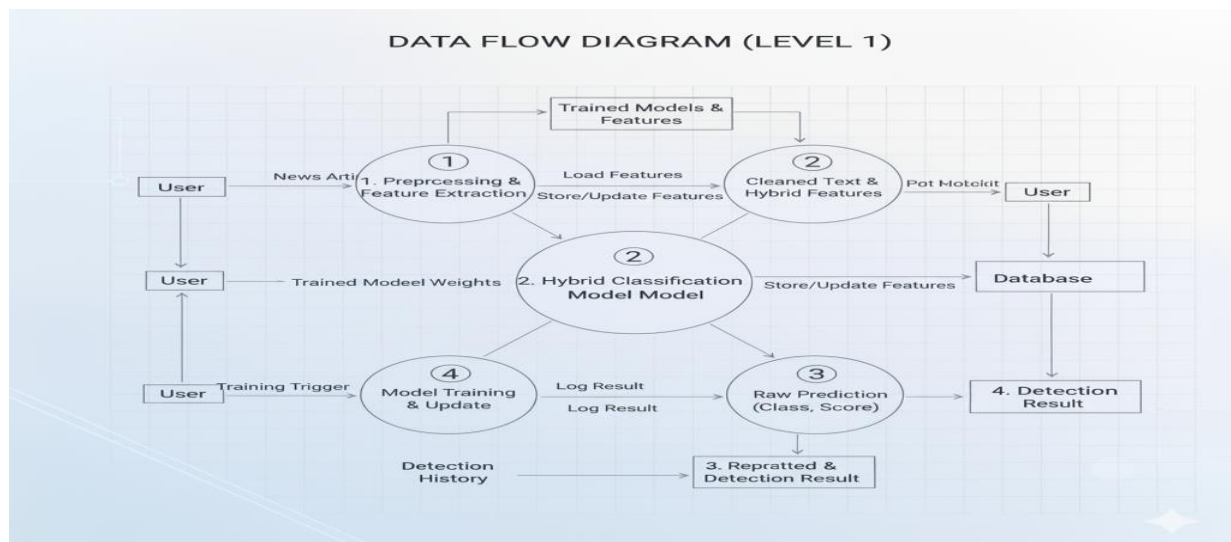 DATA FLOW DIAGRAM (LEVEL 1)
Trained Models &
Features
1
2
User
News Arti
1. Preprcessing &
Feature Extraction
Load Features
Store/Update Features
Cleaned Text &
Hybrid Features
Pot Motckit
User
2
User
Trained Modeel Weights
2. Hybrid Classification
Model Model
Store/Update Features
Database
4
3
User
Training Trigger
Model Training
& Update
Log Result
Log Result
Raw Prediction
(Class, Score)
4. Detection
Result
Detection
History
3. Repratted &
Detection Result